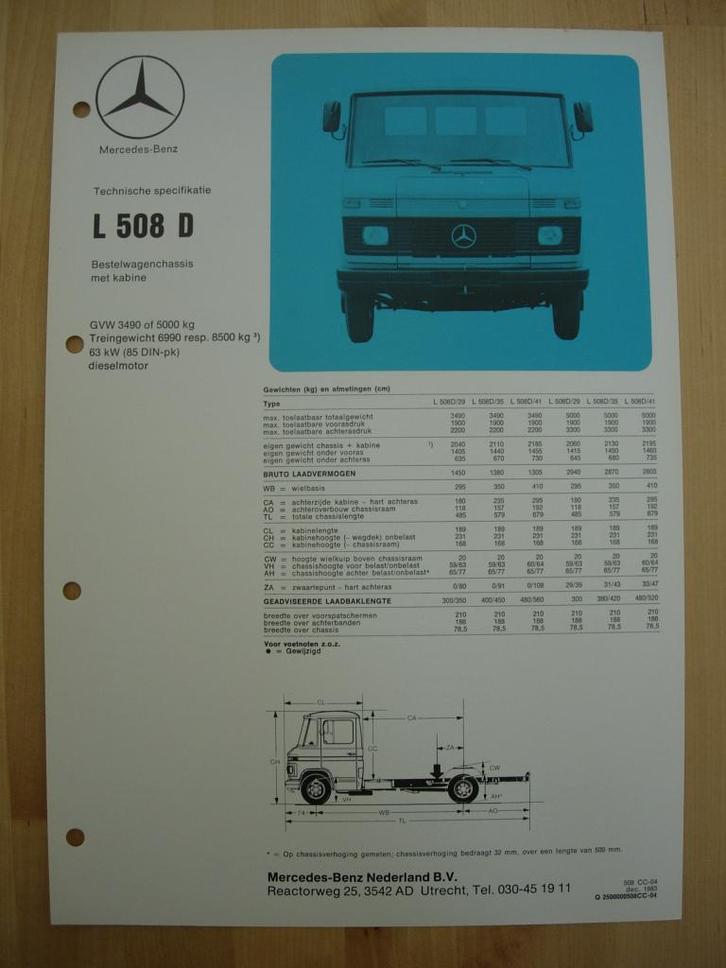 Mercedes-Benz
Technische specifikatie
L 508 D
Bestelwagenchassis
met kabine
GVW 3490 of 5000 kg
Treingewicht 6990 resp. 8500 kg ³)
63 kW (85 DIN-pk)
dieselmotor
Gewichten (kg) en afmetingen (cm)
Type L 508D/29 L 508D/35 L 508D/41 L 508D/29 L 508D/35 L 508D/41
max. toelaatbaar totaalgewicht 3490 3490 3490 5000 5000 5000
max. toelaatbare voorasdruk 1900 1900 1900 1900 1900 1900
max. toelaatbare achterasdruk 2200 2200 2200 3300 3300 3300
eigen gewicht chassis + kabine ¹) 2040 2110 2185 2060 2130 2195
eigen gewicht onder vooras 1405 1440 1455 1415 1450 1460
eigen gewicht onder achteras 635 670 730 645 680 735
BRUTO LAADVERMOGEN 1450 1380 1305 2940 2870 2805
WB = wielbasis 295 350 410 295 350 410
CA = achterzijde kabine - hart achteras 180 235 295 180 235 295
AO = achteroverbouw chassisraam 118 157 192 118 157 192
TL = totale chassislengte 485 579 679 485 579 679
CL = kabinelengte 189 189 189 189 189 189
CH = kabinehoogte (- wegdek) onbelast 231 231 231 231 231 231
CC = kabinehoogte (- chassisraam) 168 168 168 168 168 168
CW = hoogte wielkuip boven chassisraam 20 20 20 20 20 20
VH = chassishoogte voor belast/onbelast 59/63 59/63 60/64 59/63 59/63 60/64
AH = chassishoogte achter belast/onbelast* 65/77 65/77 65/77 65/77 65/77 65/77
ZA = zwaartepunt - hart achteras 0/80 0/91 0/108 29/35 31/43 33/47
GEADVISEERDE LAADBAKLENGTE 300/350 400/450 480/560 300 380/420 480/520
breedte over voorspatschermen 210 210 210 210 210 210
breedte over achterbanden 188 188 188 188 188 188
breedte over chassis 78,5 78,5 78,5 78,5 78,5 78,5
Voor voetnoten z.o.z.
● = Gewijzigd
CL
CA
CH
CC
ZA
CW
VH
AH*
74
WB
AO
TL
* = Op chassisverhoging gemeten; chassisverhoging bedraagt 32 mm, over een lengte van 500 mm.
Mercedes-Benz Nederland B.V.
Reactorweg 25, 3542 AD Utrecht, Tel. 030-45 19 11
508 CC-04
dec. 1983
Q 2500000508CC-04